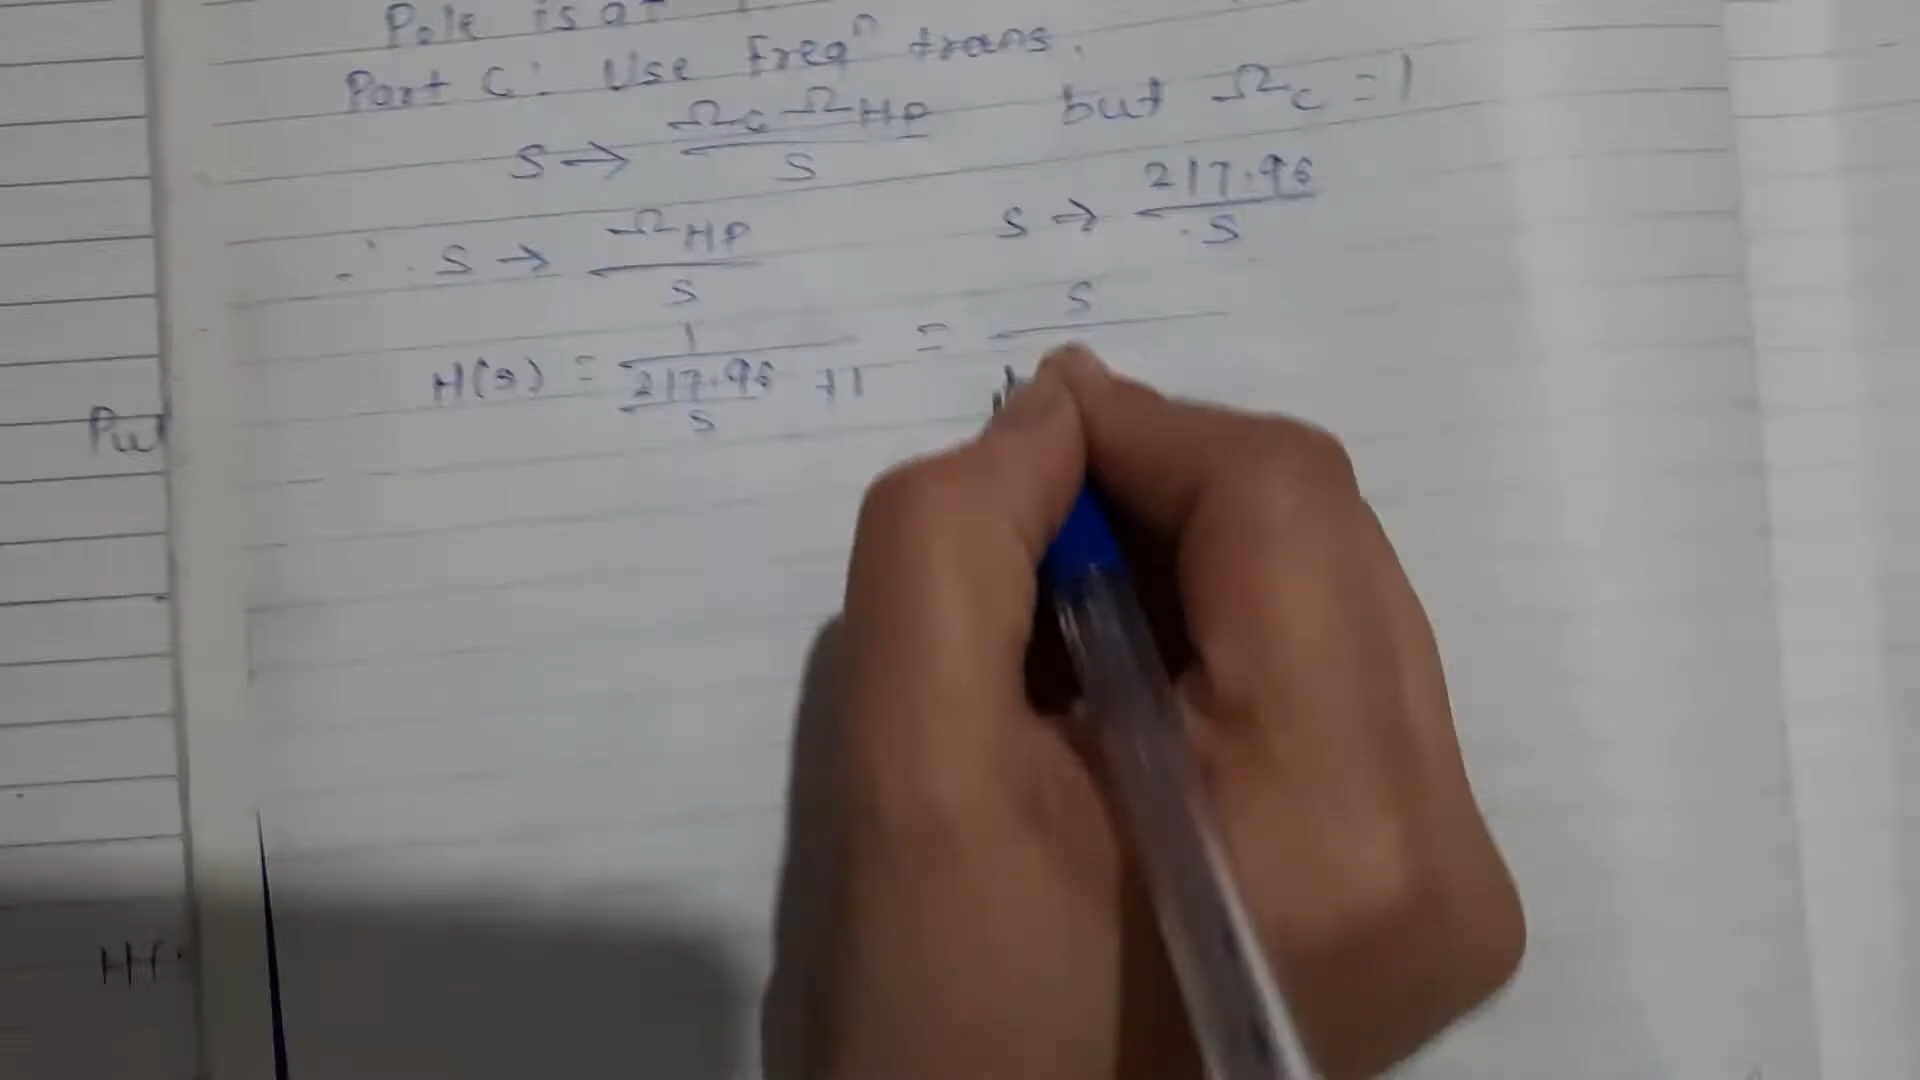 Pole is at
Part C: Use Freqⁿ trans.
S → Ωc ΩHP / S but Ωc = 1
∴ S → ΩHP / S S → 217.96 / S
H(s) = 1 / (217.96 / S + 1) = S /
Put
H(